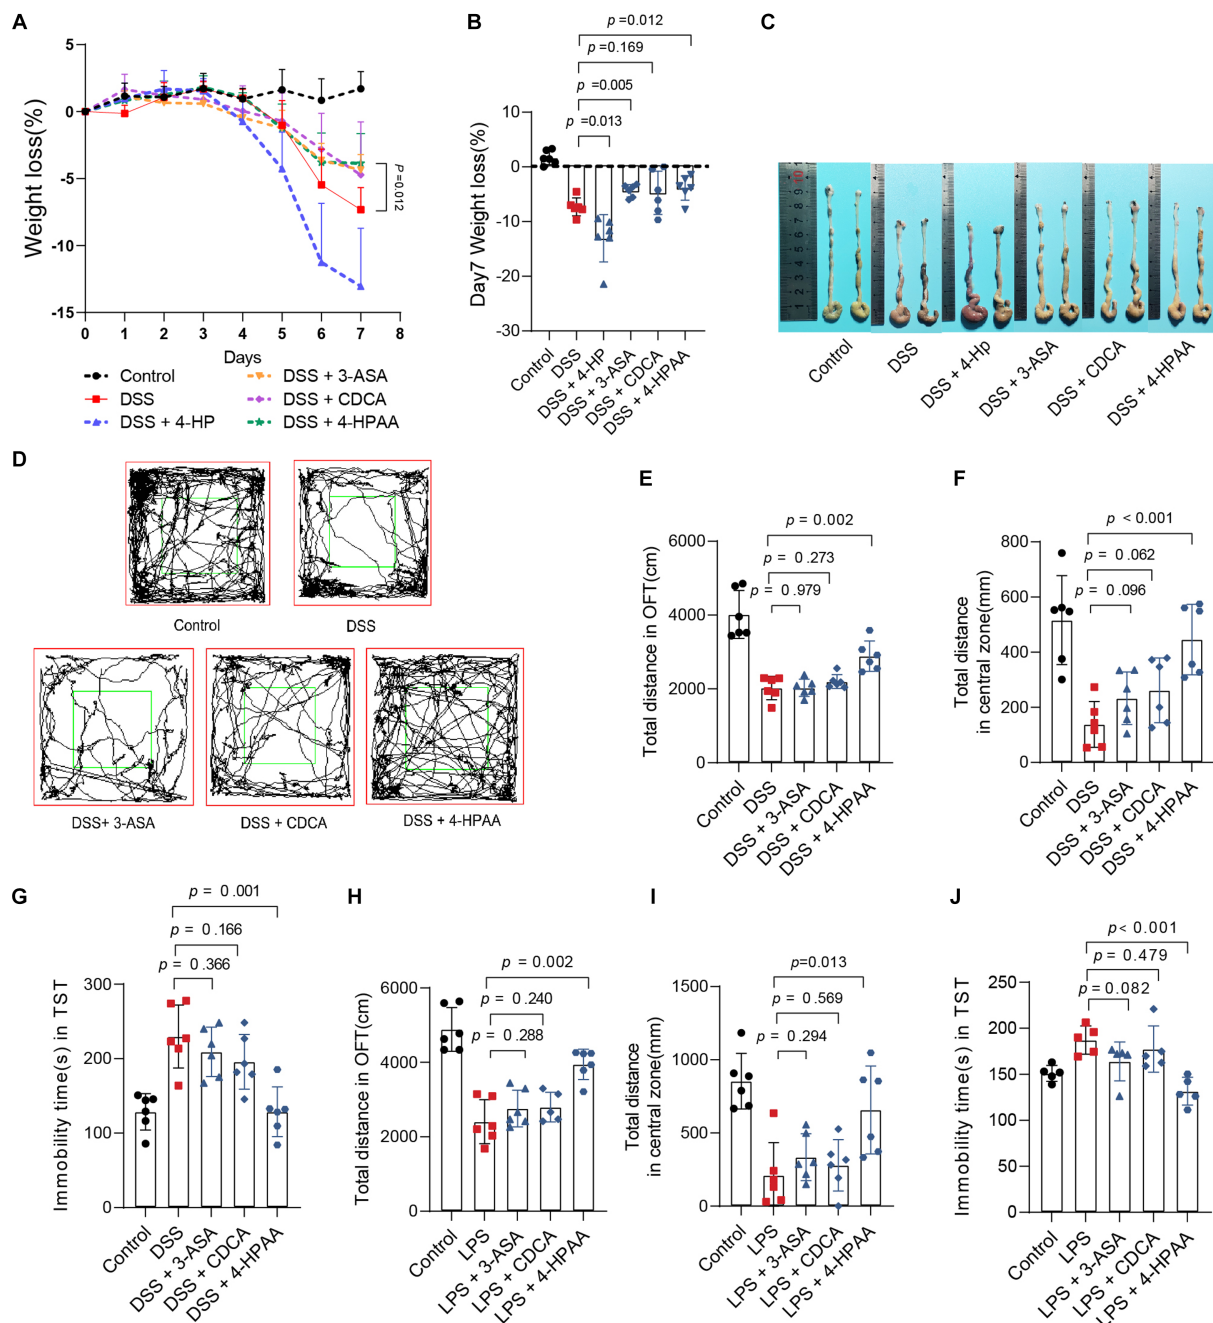 A
5
0
-5
-10
-15
Weight loss(%)
0 1 2 3 4 5 6 7 8
Days
P=0.012
Control
DSS
DSS + 4-HP
DSS + 3-ASA
DSS + CDCA
DSS + 4-HPAA
B
p =0.012
p =0.169
p =0.005
p =0.013
10
0
-10
-20
-30
Day7 Weight loss(%)
Control
DSS
DSS + 4-HP
DSS + 3-ASA
DSS + CDCA
DSS + 4-HPAA
C
10
9
8
7
6
5
4
3
2
1
Control
DSS
DSS + 4-Hp
DSS + 3-ASA
DSS + CDCA
DSS + 4-HPAA
D
Control
DSS
DSS+ 3-ASA
DSS + CDCA
DSS + 4-HPAA
E
p = 0.002
p = 0.273
p = 0.979
6000
4000
2000
0
Total distance in OFT(cm)
Control
DSS
DSS + 3-ASA
DSS + CDCA
DSS + 4-HPAA
F
p < 0.001
p = 0.062
p = 0.096
800
600
400
200
0
Total distance
in central zone(mm)
Control
DSS
DSS + 3-ASA
DSS + CDCA
DSS + 4-HPAA
G
p = 0.001
p = 0.166
p = 0.366
300
200
100
0
Immobility time(s) in TST
Control
DSS
DSS + 3-ASA
DSS + CDCA
DSS + 4-HPAA
H
p = 0.002
p = 0.240
p = 0.288
6000
4000
2000
0
Total distance in OFT(cm)
Control
LPS
LPS + 3-ASA
LPS + CDCA
LPS + 4-HPAA
I
p=0.013
p = 0.569
p = 0.294
1500
1000
500
0
Total distance
in central zone(mm)
Control
LPS
LPS + 3-ASA
LPS + CDCA
LPS + 4-HPAA
J
p< 0.001
p = 0.479
p = 0.082
250
200
150
100
50
0
Immobility time(s) in TST
Control
LPS
LPS + 3-ASA
LPS + CDCA
LPS + 4-HPAA